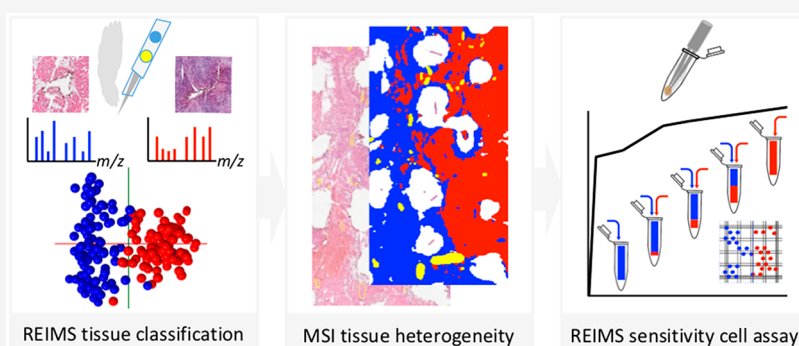 m/z
m/z
REIMS tissue classification
MSI tissue heterogeneity
REIMS sensitivity cell assay